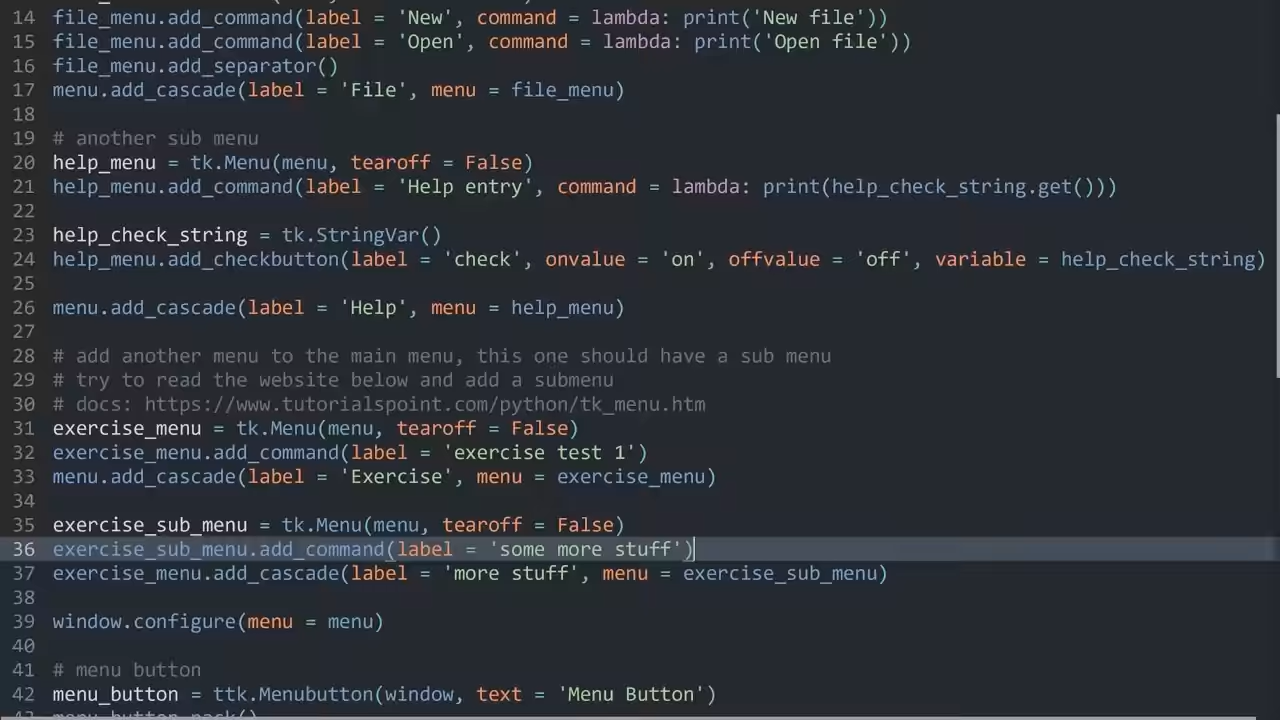 14 file_menu.add_command(label = 'New', command = lambda: print('New file'))
15 file_menu.add_command(label = 'Open', command = lambda: print('Open file'))
16 file_menu.add_separator()
17 menu.add_cascade(label = 'File', menu = file_menu)
18
19 # another sub menu
20 help_menu = tk.Menu(menu, tearoff = False)
21 help_menu.add_command(label = 'Help entry', command = lambda: print(help_check_string.get()))
22
23 help_check_string = tk.StringVar()
24 help_menu.add_checkbutton(label = 'check', onvalue = 'on', offvalue = 'off', variable = help_check_string)
25
26 menu.add_cascade(label = 'Help', menu = help_menu)
27
28 # add another menu to the main menu, this one should have a sub menu
29 # try to read the website below and add a submenu
30 # docs: https://www.tutorialspoint.com/python/tk_menu.htm
31 exercise_menu = tk.Menu(menu, tearoff = False)
32 exercise_menu.add_command(label = 'exercise test 1')
33 menu.add_cascade(label = 'Exercise', menu = exercise_menu)
34
35 exercise_sub_menu = tk.Menu(menu, tearoff = False)
36 exercise_sub_menu.add_command(label = 'some more stuff')
37 exercise_menu.add_cascade(label = 'more stuff', menu = exercise_sub_menu)
38
39 window.configure(menu = menu)
40
41 # menu button
42 menu_button = ttk.Menubutton(window, text = 'Menu Button')